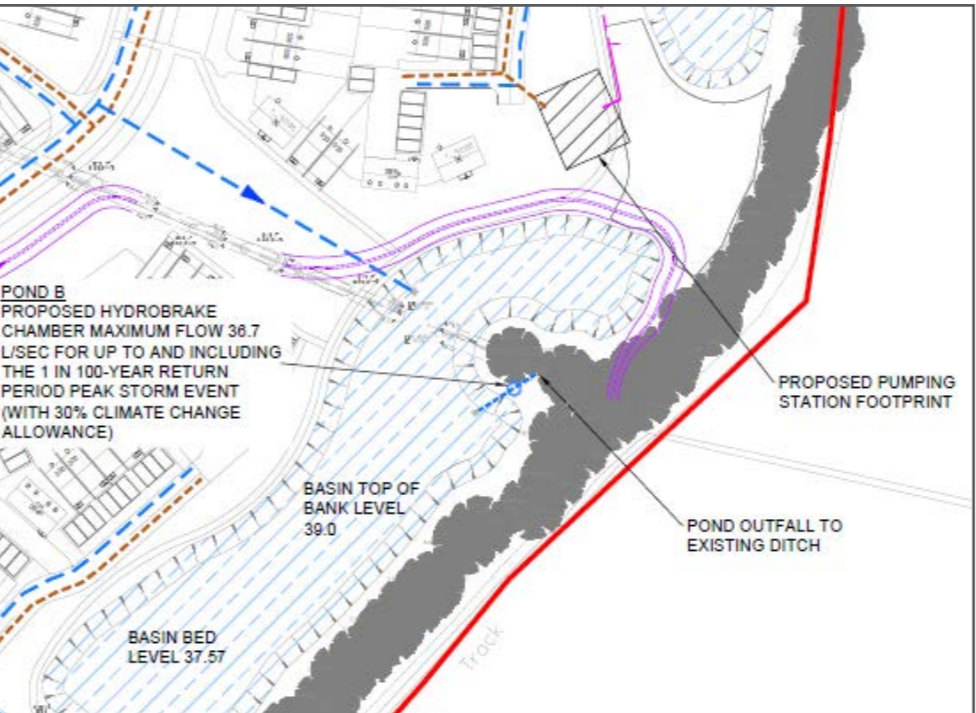 POND B
PROPOSED HYDROBRAKE
CHAMBER MAXIMUM FLOW 36.7
L/SEC FOR UP TO AND INCLUDING
THE 1 IN 100-YEAR RETURN
PERIOD PEAK STORM EVENT
(WITH 30% CLIMATE CHANGE
ALLOWANCE)
PROPOSED PUMPING
STATION FOOTPRINT
BASIN TOP OF
BANK LEVEL
39.0
POND OUTFALL TO
EXISTING DITCH
BASIN BED
LEVEL 37.57
Track